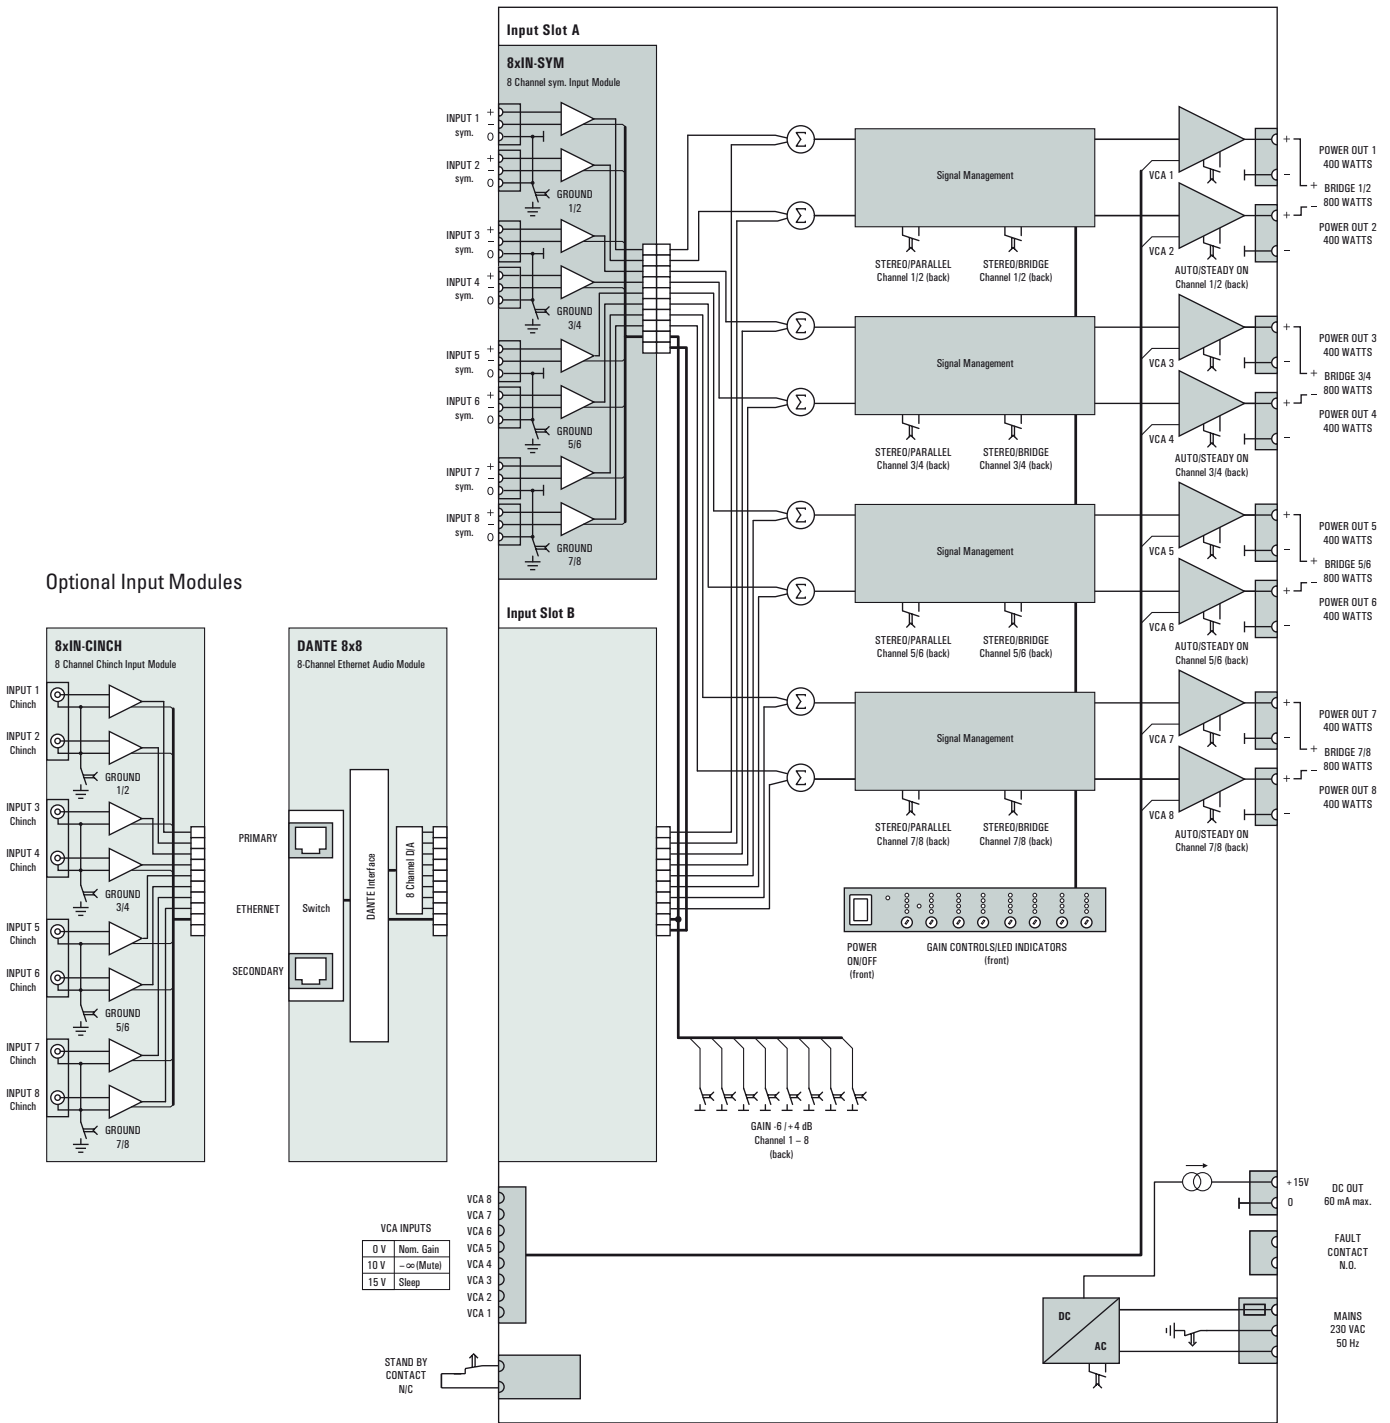 Input Slot A
8xIN-SYM
8 Channel sym. Input Module
INPUT 1
sym.
+
−
0
INPUT 2
sym.
+
−
0
GROUND
1/2
INPUT 3
sym.
+
−
0
INPUT 4
sym.
+
−
0
GROUND
3/4
INPUT 5
sym.
+
−
0
INPUT 6
sym.
+
−
0
GROUND
5/6
INPUT 7
sym.
+
−
0
INPUT 8
sym.
+
−
0
GROUND
7/8
Σ
Σ
Signal Management
STEREO/PARALLEL
Channel 1/2 (back)
STEREO/BRIDGE
Channel 1/2 (back)
VCA 1
VCA 2
AUTO/STEADY ON
Channel 1/2 (back)
+
−
+
−
POWER OUT 1
400 WATTS
+ BRIDGE 1/2
− 800 WATTS
POWER OUT 2
400 WATTS
Σ
Σ
Signal Management
STEREO/PARALLEL
Channel 3/4 (back)
STEREO/BRIDGE
Channel 3/4 (back)
VCA 3
VCA 4
AUTO/STEADY ON
Channel 3/4 (back)
+
−
+
−
POWER OUT 3
400 WATTS
+ BRIDGE 3/4
− 800 WATTS
POWER OUT 4
400 WATTS
Σ
Σ
Signal Management
STEREO/PARALLEL
Channel 5/6 (back)
STEREO/BRIDGE
Channel 5/6 (back)
VCA 5
VCA 6
AUTO/STEADY ON
Channel 5/6 (back)
+
−
+
−
POWER OUT 5
400 WATTS
+ BRIDGE 5/6
− 800 WATTS
POWER OUT 6
400 WATTS
Σ
Σ
Signal Management
STEREO/PARALLEL
Channel 7/8 (back)
STEREO/BRIDGE
Channel 7/8 (back)
VCA 7
VCA 8
AUTO/STEADY ON
Channel 7/8 (back)
+
−
+
−
POWER OUT 7
400 WATTS
+ BRIDGE 7/8
− 800 WATTS
POWER OUT 8
400 WATTS
Optional Input Modules
8xIN-CINCH
8 Channel Chinch Input Module
INPUT 1
Chinch
INPUT 2
Chinch
GROUND
1/2
INPUT 3
Chinch
INPUT 4
Chinch
GROUND
3/4
INPUT 5
Chinch
INPUT 6
Chinch
GROUND
5/6
INPUT 7
Chinch
INPUT 8
Chinch
GROUND
7/8
DANTE 8x8
8-Channel Ethernet Audio Module
PRIMARY
ETHERNET
SECONDARY
Switch
DANTE Interface
8 Channel D/A
Input Slot B
POWER
ON/OFF
(front)
GAIN CONTROLS/LED INDICATORS
(front)
GAIN -6 / +4 dB
Channel 1 – 8
(back)
VCA INPUTS
0 V Nom. Gain
10 V −∞ (Mute)
15 V Sleep
VCA 8
VCA 7
VCA 6
VCA 5
VCA 4
VCA 3
VCA 2
VCA 1
STAND BY
CONTACT
N/C
+15V
0
DC OUT
60 mA max.
FAULT
CONTACT
N.O.
DC
AC
MAINS
230 VAC
50 Hz